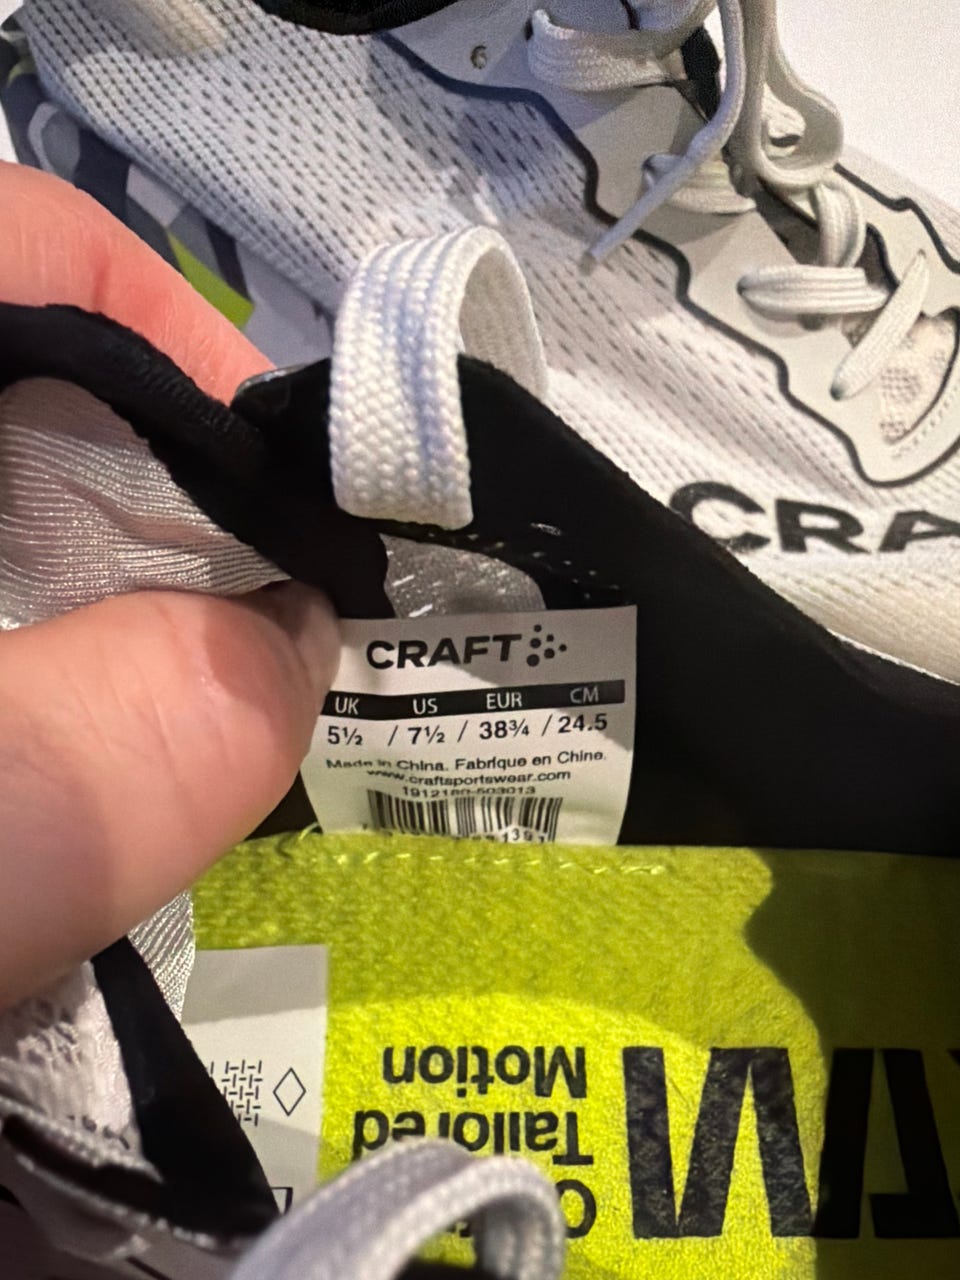 CRA
CRAFT
UK US EUR CM
5½ / 7½ / 38¾ / 24.5
Made in China. Fabrique en Chine.
www.craftsportswear.com
Tailored
Motion